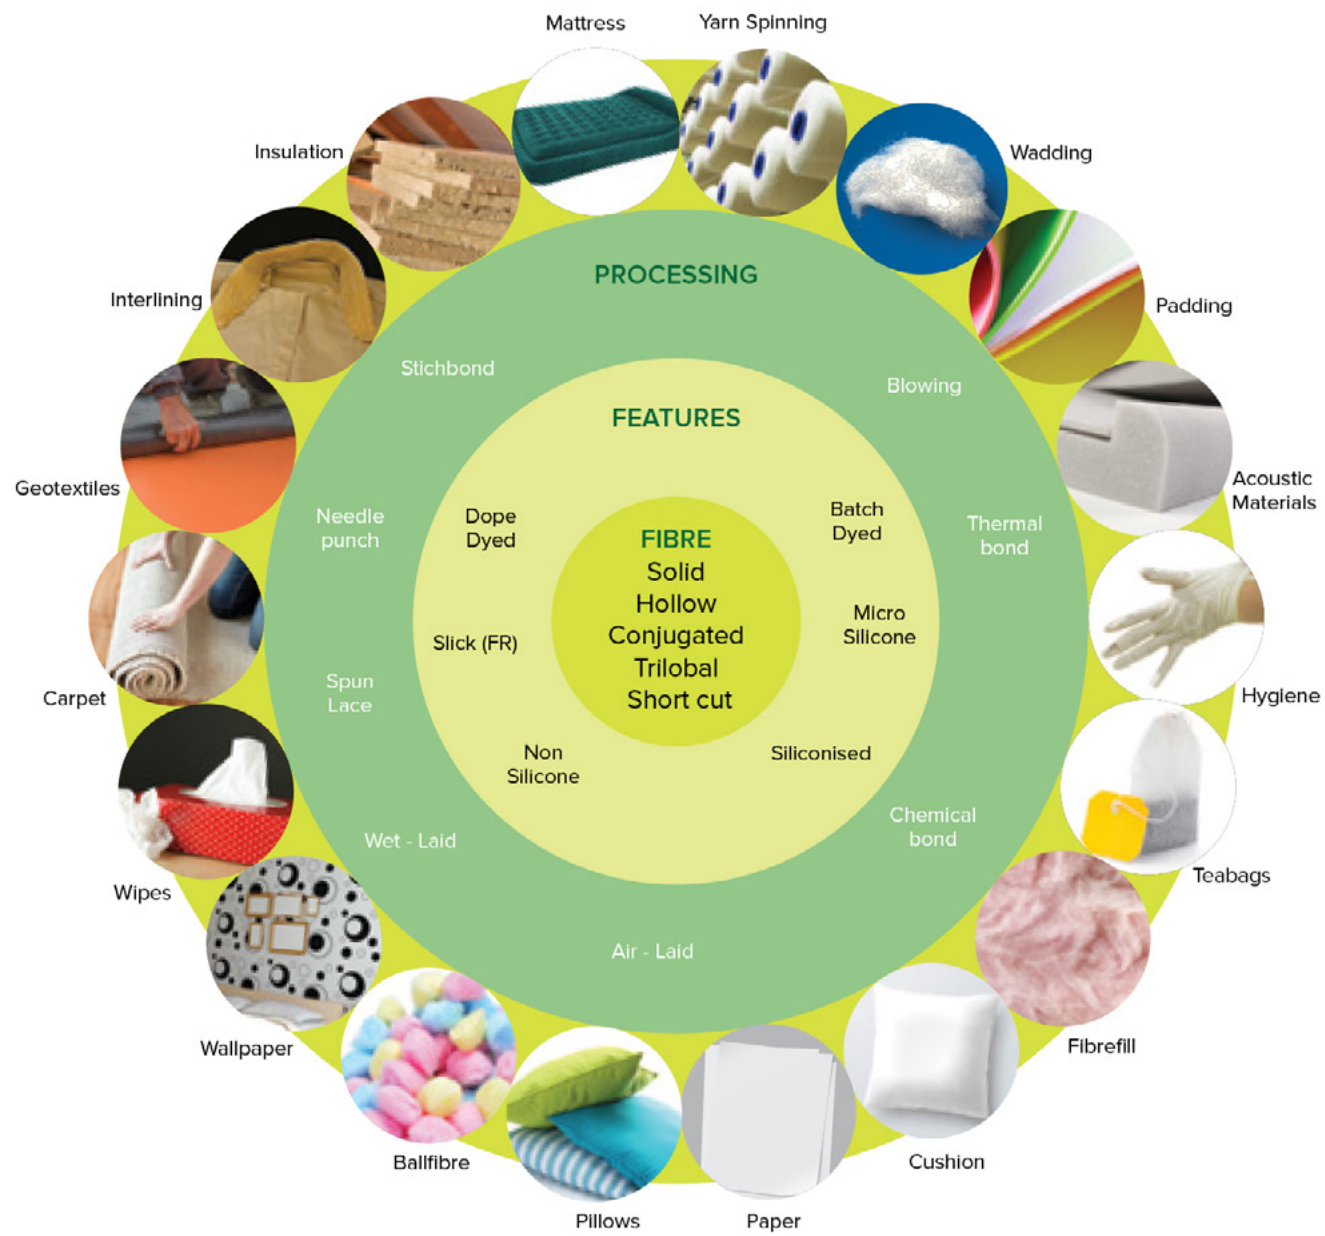 Mattress
Yarn Spinning
Wadding
Padding
Acoustic
Materials
Hygiene
Teabags
Fibrefill
Cushion
Paper
Pillows
Ballfibre
Wallpaper
Wipes
Carpet
Geotextiles
Interlining
Insulation
PROCESSING
Stichbond
Blowing
Needle
punch
Thermal
bond
Spun
Lace
Chemical
bond
Wet - Laid
Air - Laid
FEATURES
Dope
Dyed
Batch
Dyed
Slick (FR)
Micro
Silicone
Non
Silicone
Siliconised
FIBRE
Solid
Hollow
Conjugated
Trilobal
Short cut